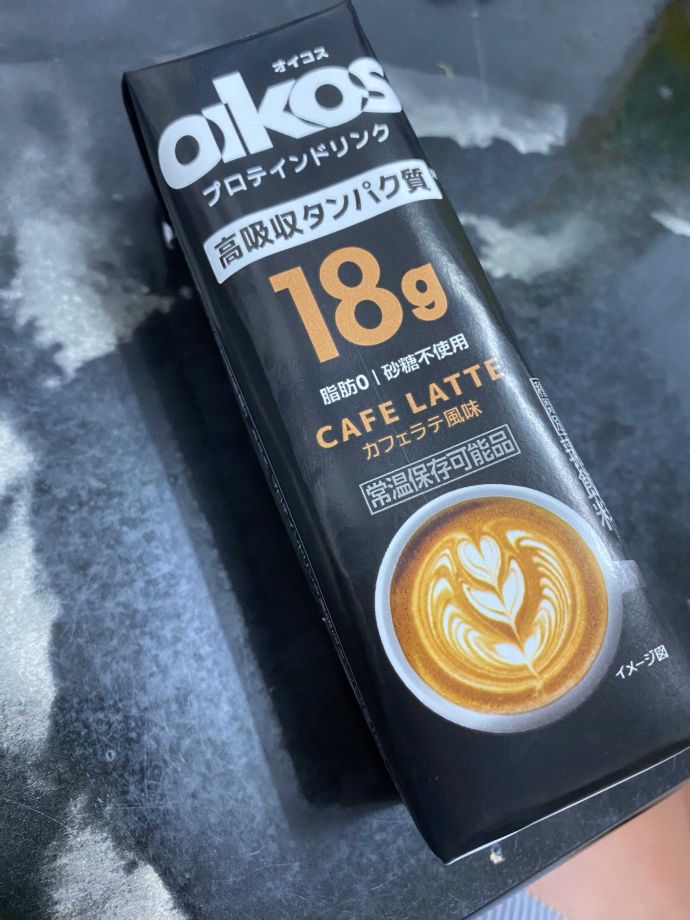 オイコス
oikos
プロテインドリンク
高吸収タンパク質
18g
脂肪0 | 砂糖不使用
CAFE LATTE
カフェラテ風味
常温保存可能品
イメージ図